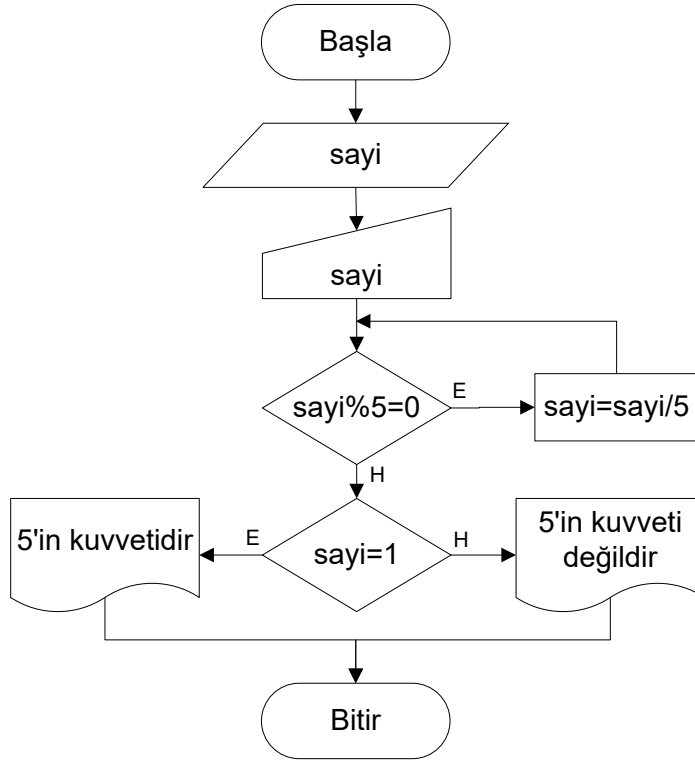 Başla
sayi
sayi
sayi%5=0
E
sayi=sayi/5
H
5'in kuvvetidir
E
sayi=1
H
5'in kuvveti
değildir
Bitir